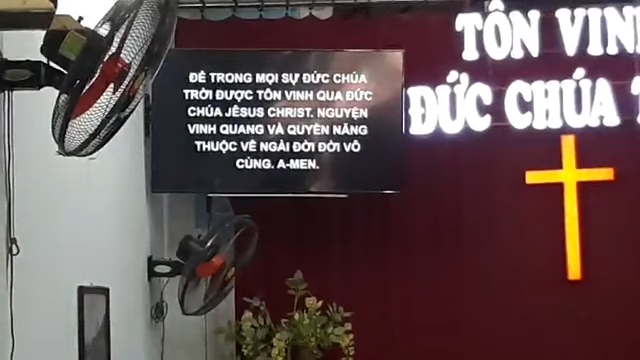 ĐỂ TRONG MỌI SỰ ĐỨC CHÚA
TRỜI ĐƯỢC TÔN VINH QUA ĐỨC
CHÚA JÊSUS CHRIST. NGUYỆN
VINH QUANG VÀ QUYỀN NĂNG
THUỘC VỀ NGÀI ĐỜI ĐỜI VÔ
CÙNG. A-MEN.
TÔN VIN
ĐỨC CHÚA T